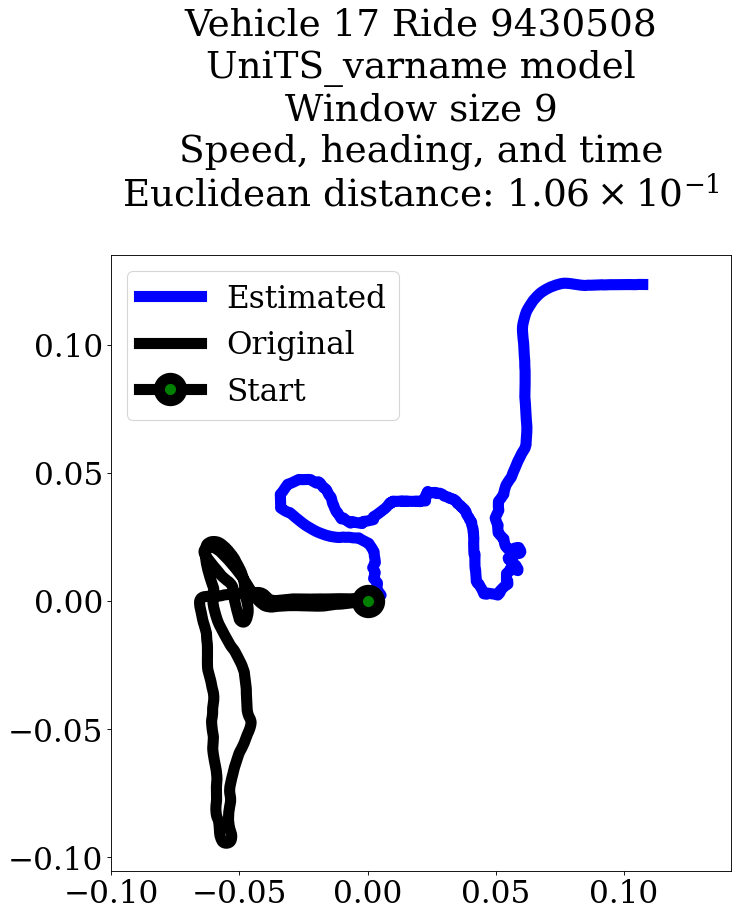 Vehicle 17 Ride 9430508
UniTS_varname model
Window size 9
Speed, heading, and time
Euclidean distance: 1.06 × 10⁻¹
Estimated
Original
Start
0.10
0.05
0.00
−0.05
−0.10
−0.10 −0.05 0.00 0.05 0.10